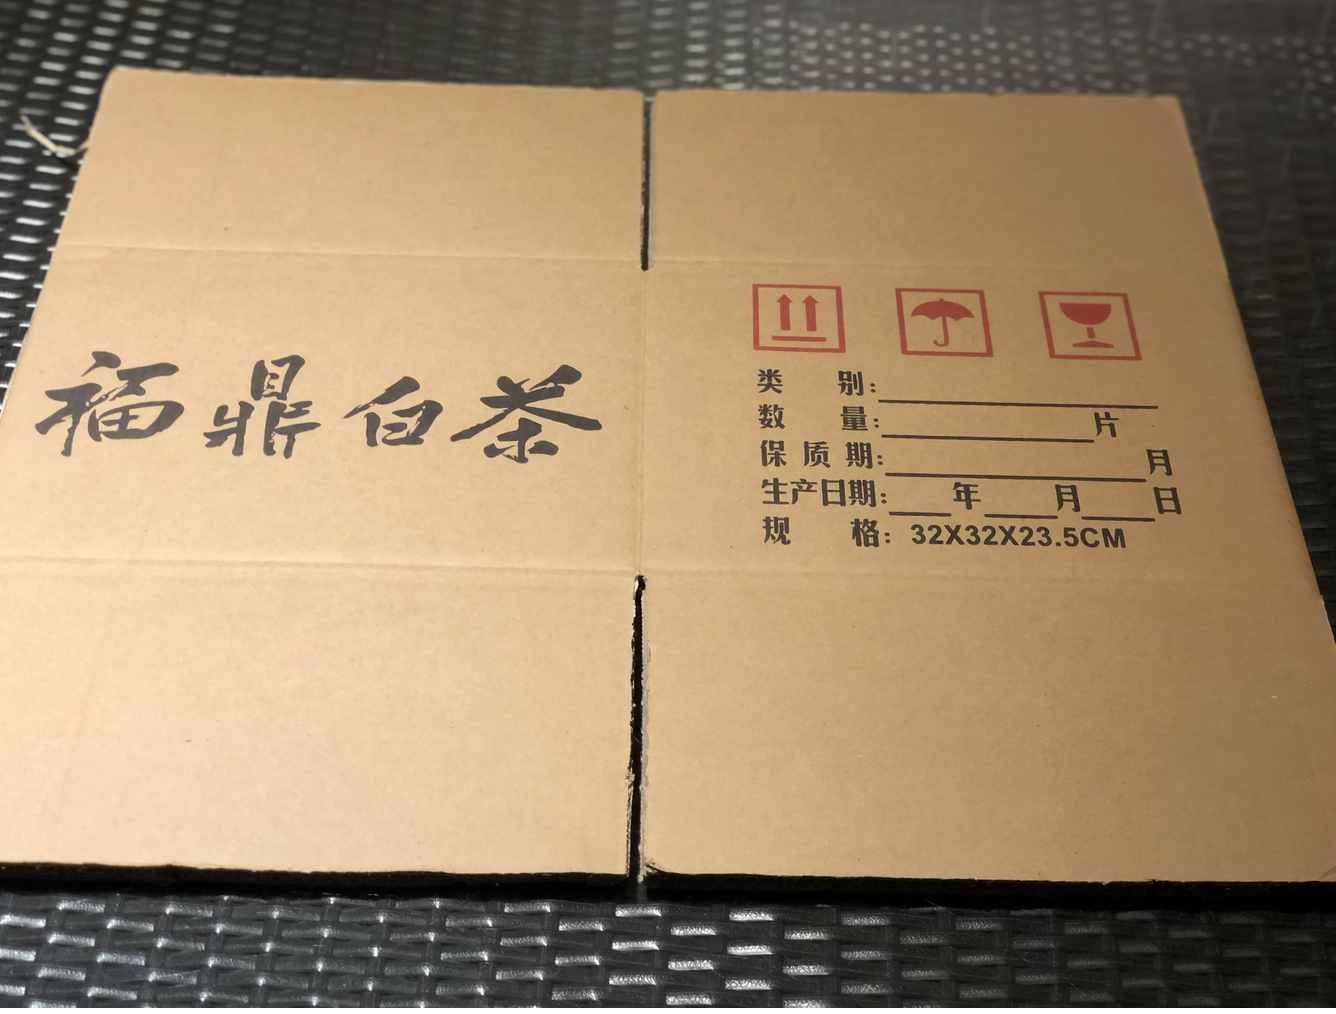 福鼎白茶
类 别:
数 量: 片
保质期: 月
生产日期: 年 月 日
规 格: 32X32X23.5CM